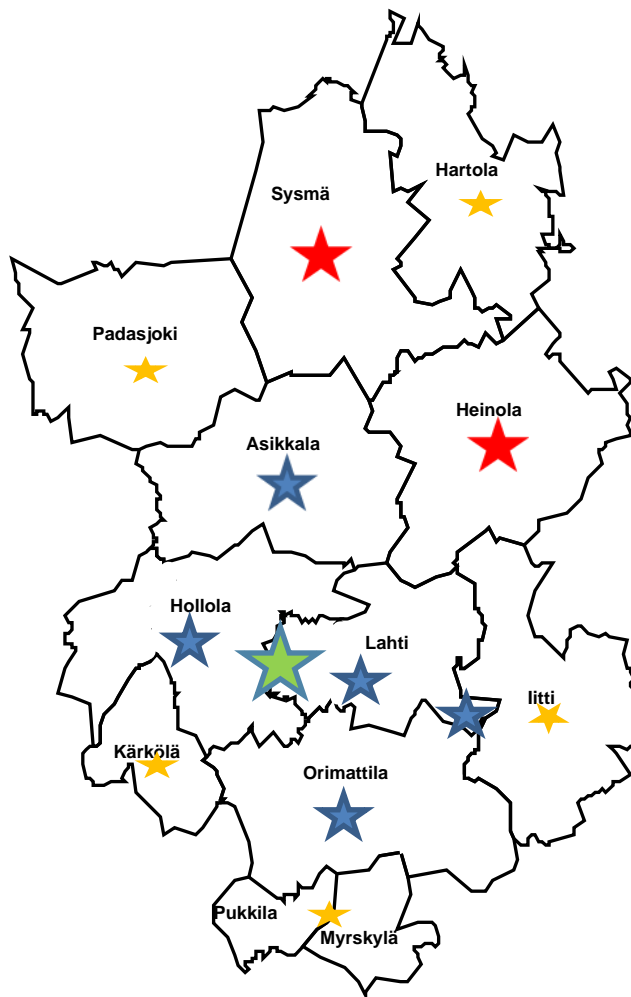 Hartola
Sysmä
Padasjoki
Heinola
Asikkala
Hollola
Lahti
Iitti
Kärkölä
Orimattila
Pukkila
Myrskylä